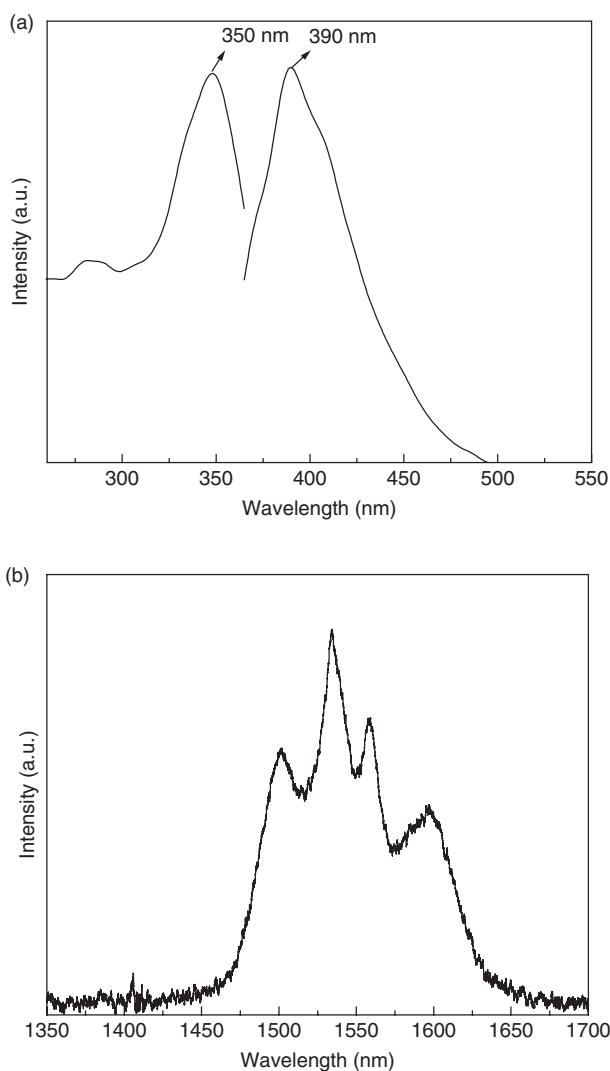 (a)
350 nm 390 nm
Intensity (a.u.)
300 350 400 450 500 550
Wavelength (nm)
(b)
Intensity (a.u.)
1350 1400 1450 1500 1550 1600 1650 1700
Wavelength (nm)